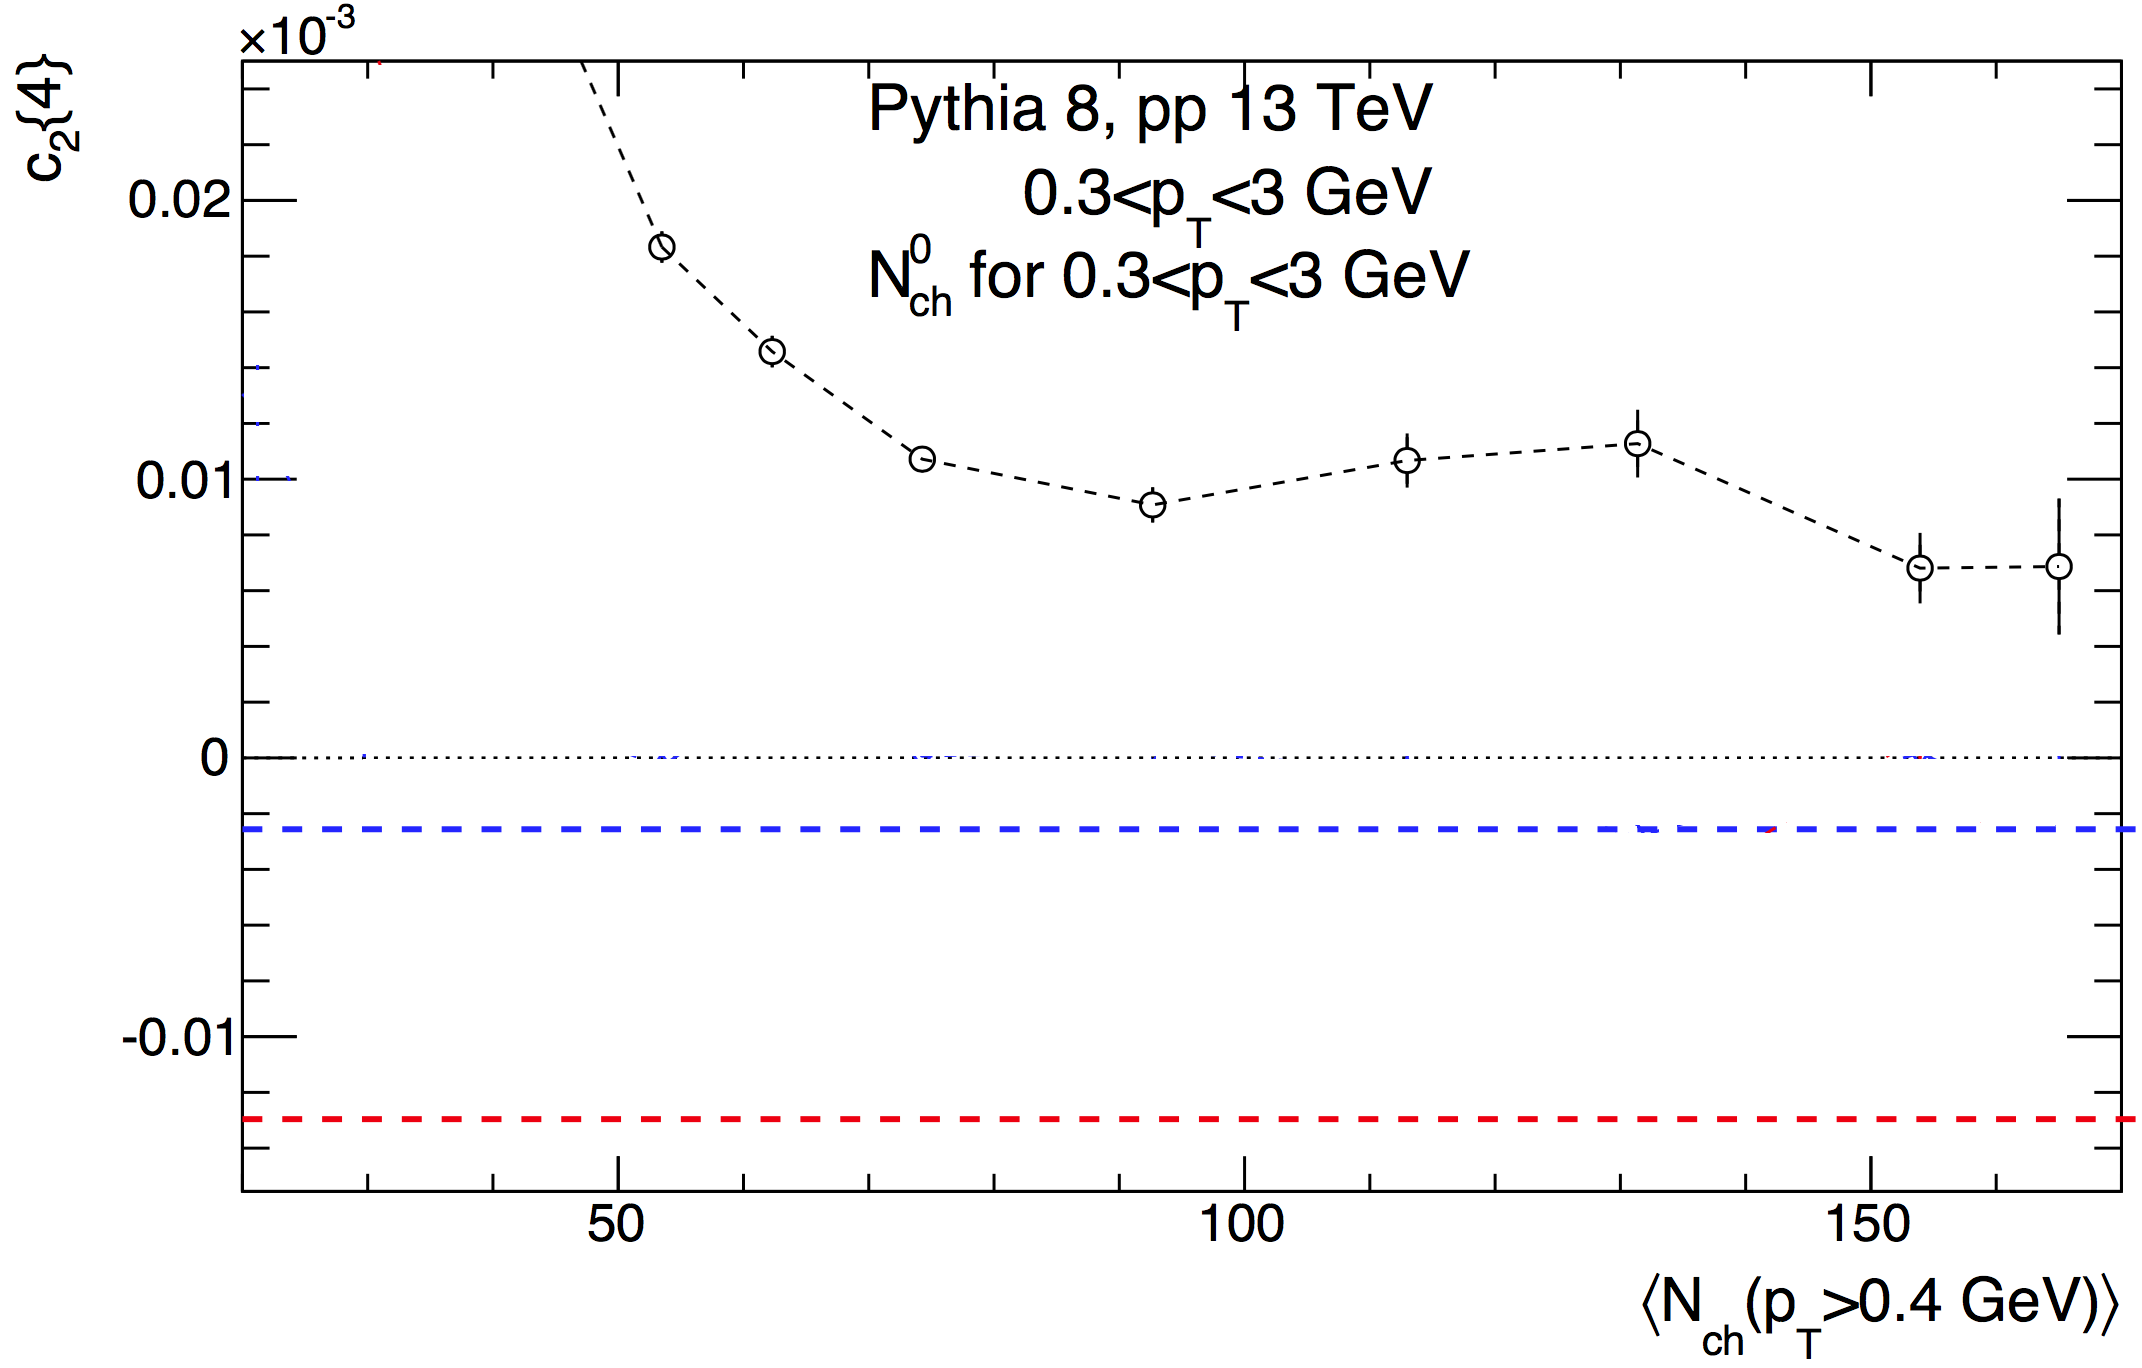 ×10⁻³
c₂{4}
Pythia 8, pp 13 TeV
0.3<p_T<3 GeV
N⁰_ch for 0.3<p_T<3 GeV
0.02
0.01
0
-0.01
50 100 150
⟨N_ch(p_T>0.4 GeV)⟩